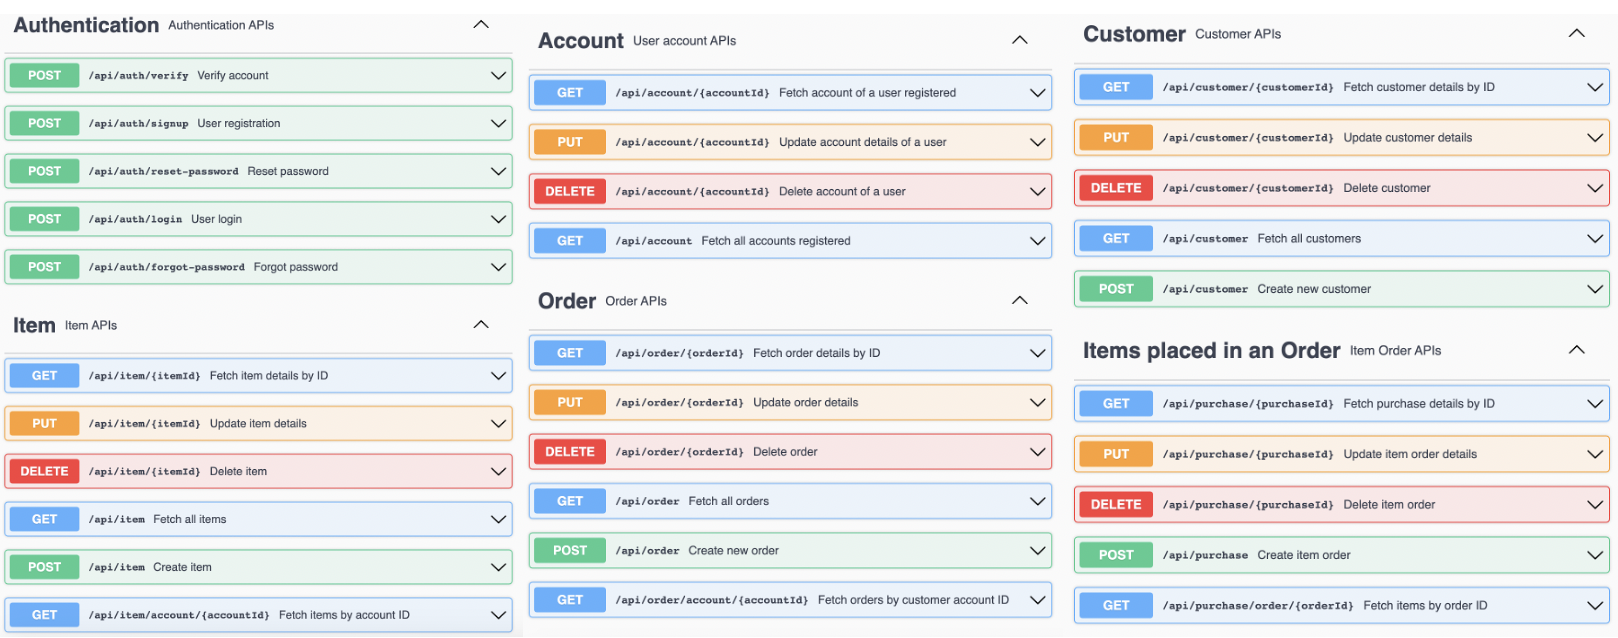 Authentication Authentication APIs
POST /api/auth/verify Verify account
POST /api/auth/signup User registration
POST /api/auth/reset-password Reset password
POST /api/auth/login User login
POST /api/auth/forgot-password Forgot password
Item Item APIs
GET /api/item/{itemId} Fetch item details by ID
PUT /api/item/{itemId} Update item details
DELETE /api/item/{itemId} Delete item
GET /api/item Fetch all items
POST /api/item Create item
GET /api/item/account/{accountId} Fetch items by account ID
Account User account APIs
GET /api/account/{accountId} Fetch account of a user registered
PUT /api/account/{accountId} Update account details of a user
DELETE /api/account/{accountId} Delete account of a user
GET /api/account Fetch all accounts registered
Order Order APIs
GET /api/order/{orderId} Fetch order details by ID
PUT /api/order/{orderId} Update order details
DELETE /api/order/{orderId} Delete order
GET /api/order Fetch all orders
POST /api/order Create new order
GET /api/order/account/{accountId} Fetch orders by customer account ID
Customer Customer APIs
GET /api/customer/{customerId} Fetch customer details by ID
PUT /api/customer/{customerId} Update customer details
DELETE /api/customer/{customerId} Delete customer
GET /api/customer Fetch all customers
POST /api/customer Create new customer
Items placed in an Order Item Order APIs
GET /api/purchase/{purchaseId} Fetch purchase details by ID
PUT /api/purchase/{purchaseId} Update item order details
DELETE /api/purchase/{purchaseId} Delete item order
POST /api/purchase Create item order
GET /api/purchase/order/{orderId} Fetch items by order ID